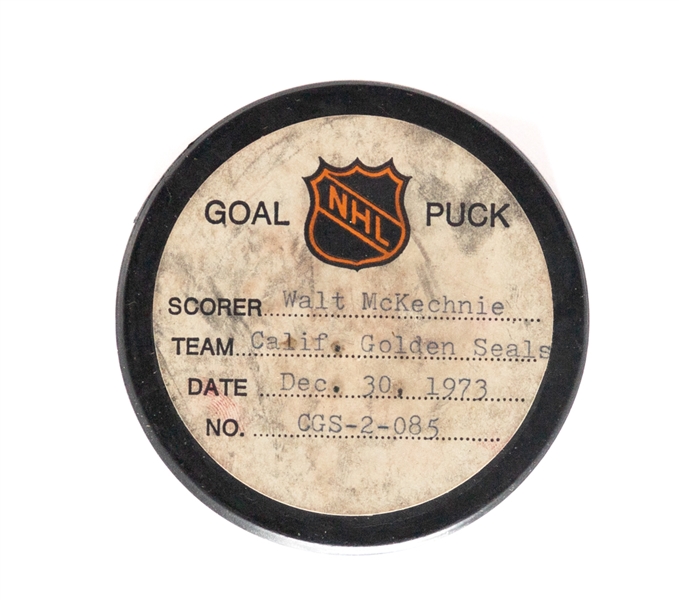 GOAL NHL PUCK
SCORER Walt McKechnie
TEAM Calif. Golden Seals
DATE Dec. 30, 1973
NO. CGS-2-085